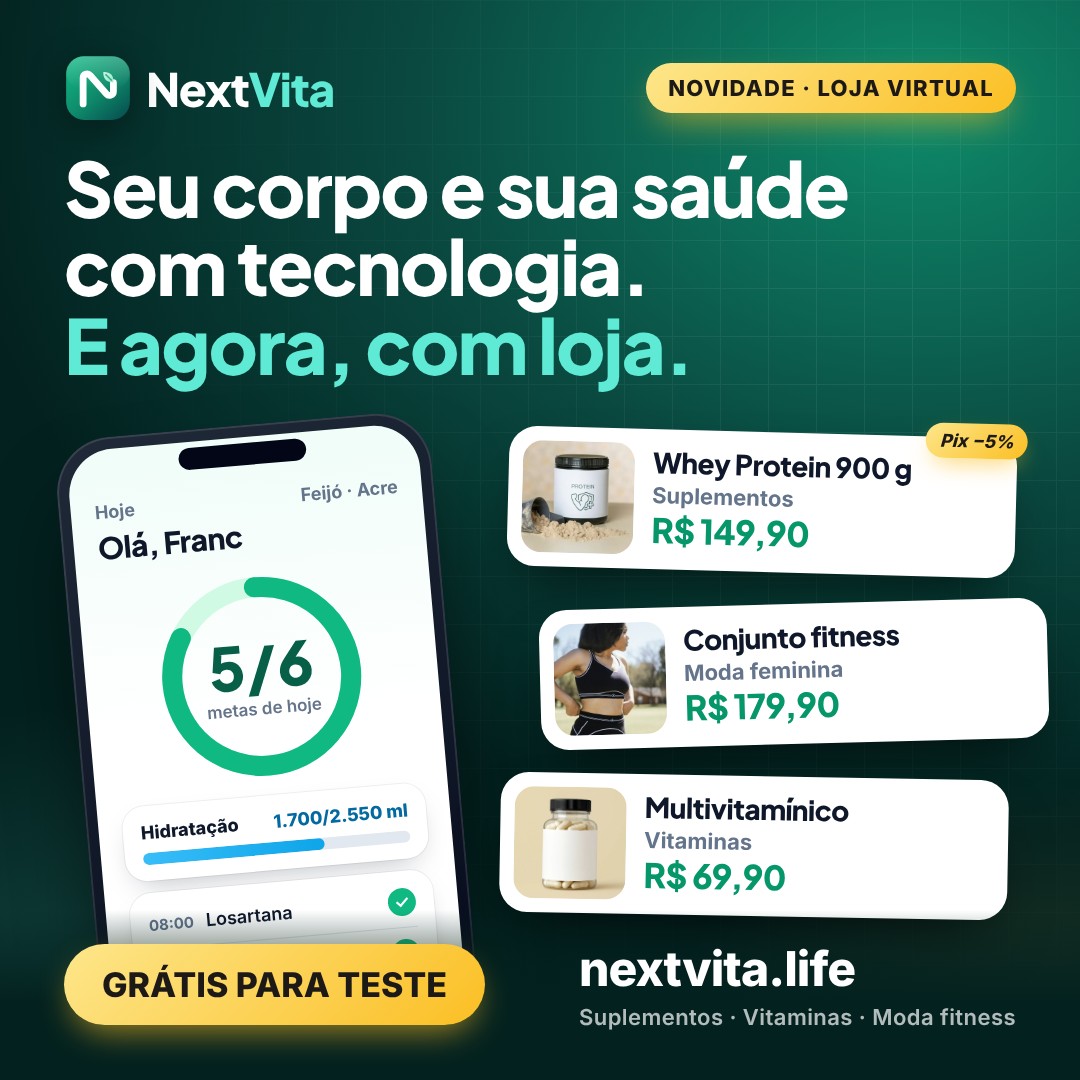 NextVita
NOVIDADE · LOJA VIRTUAL
Seu corpo e sua saúde
com tecnologia.
E agora, com loja.
Hoje
Feijó · Acre
Olá, Franc
5/6
metas de hoje
Hidratação
1.700/2.550 ml
08:00 Losartana
Pix −5%
Whey Protein 900 g
Suplementos
R$ 149,90
PROTEIN
Conjunto fitness
Moda feminina
R$ 179,90
Multivitamínico
Vitaminas
R$ 69,90
GRÁTIS PARA TESTE
nextvita.life
Suplementos · Vitaminas · Moda fitness